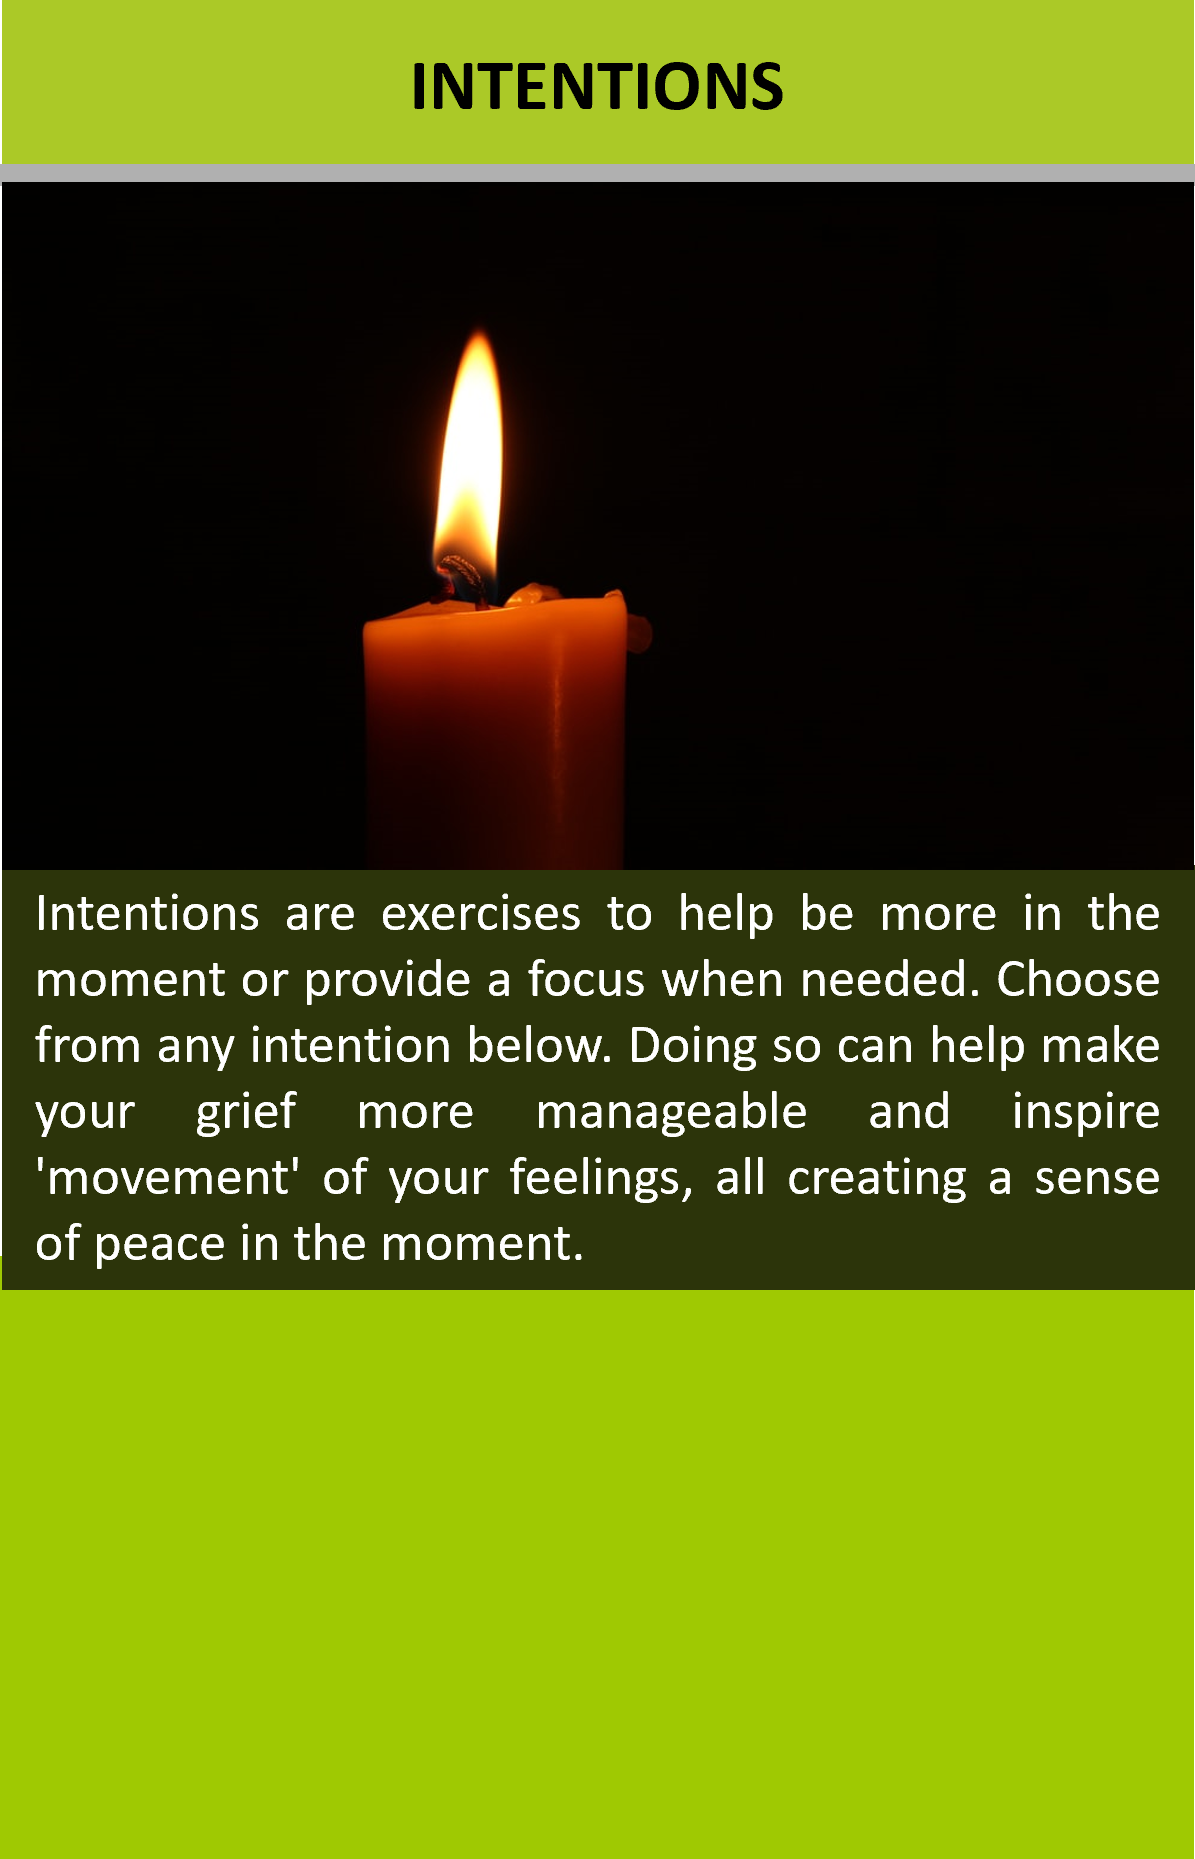 INTENTIONS
Intentions are exercises to help be more in the
moment or provide a focus when needed. Choose
from any intention below. Doing so can help make
your grief more manageable and inspire
'movement' of your feelings, all creating a sense
of peace in the moment.